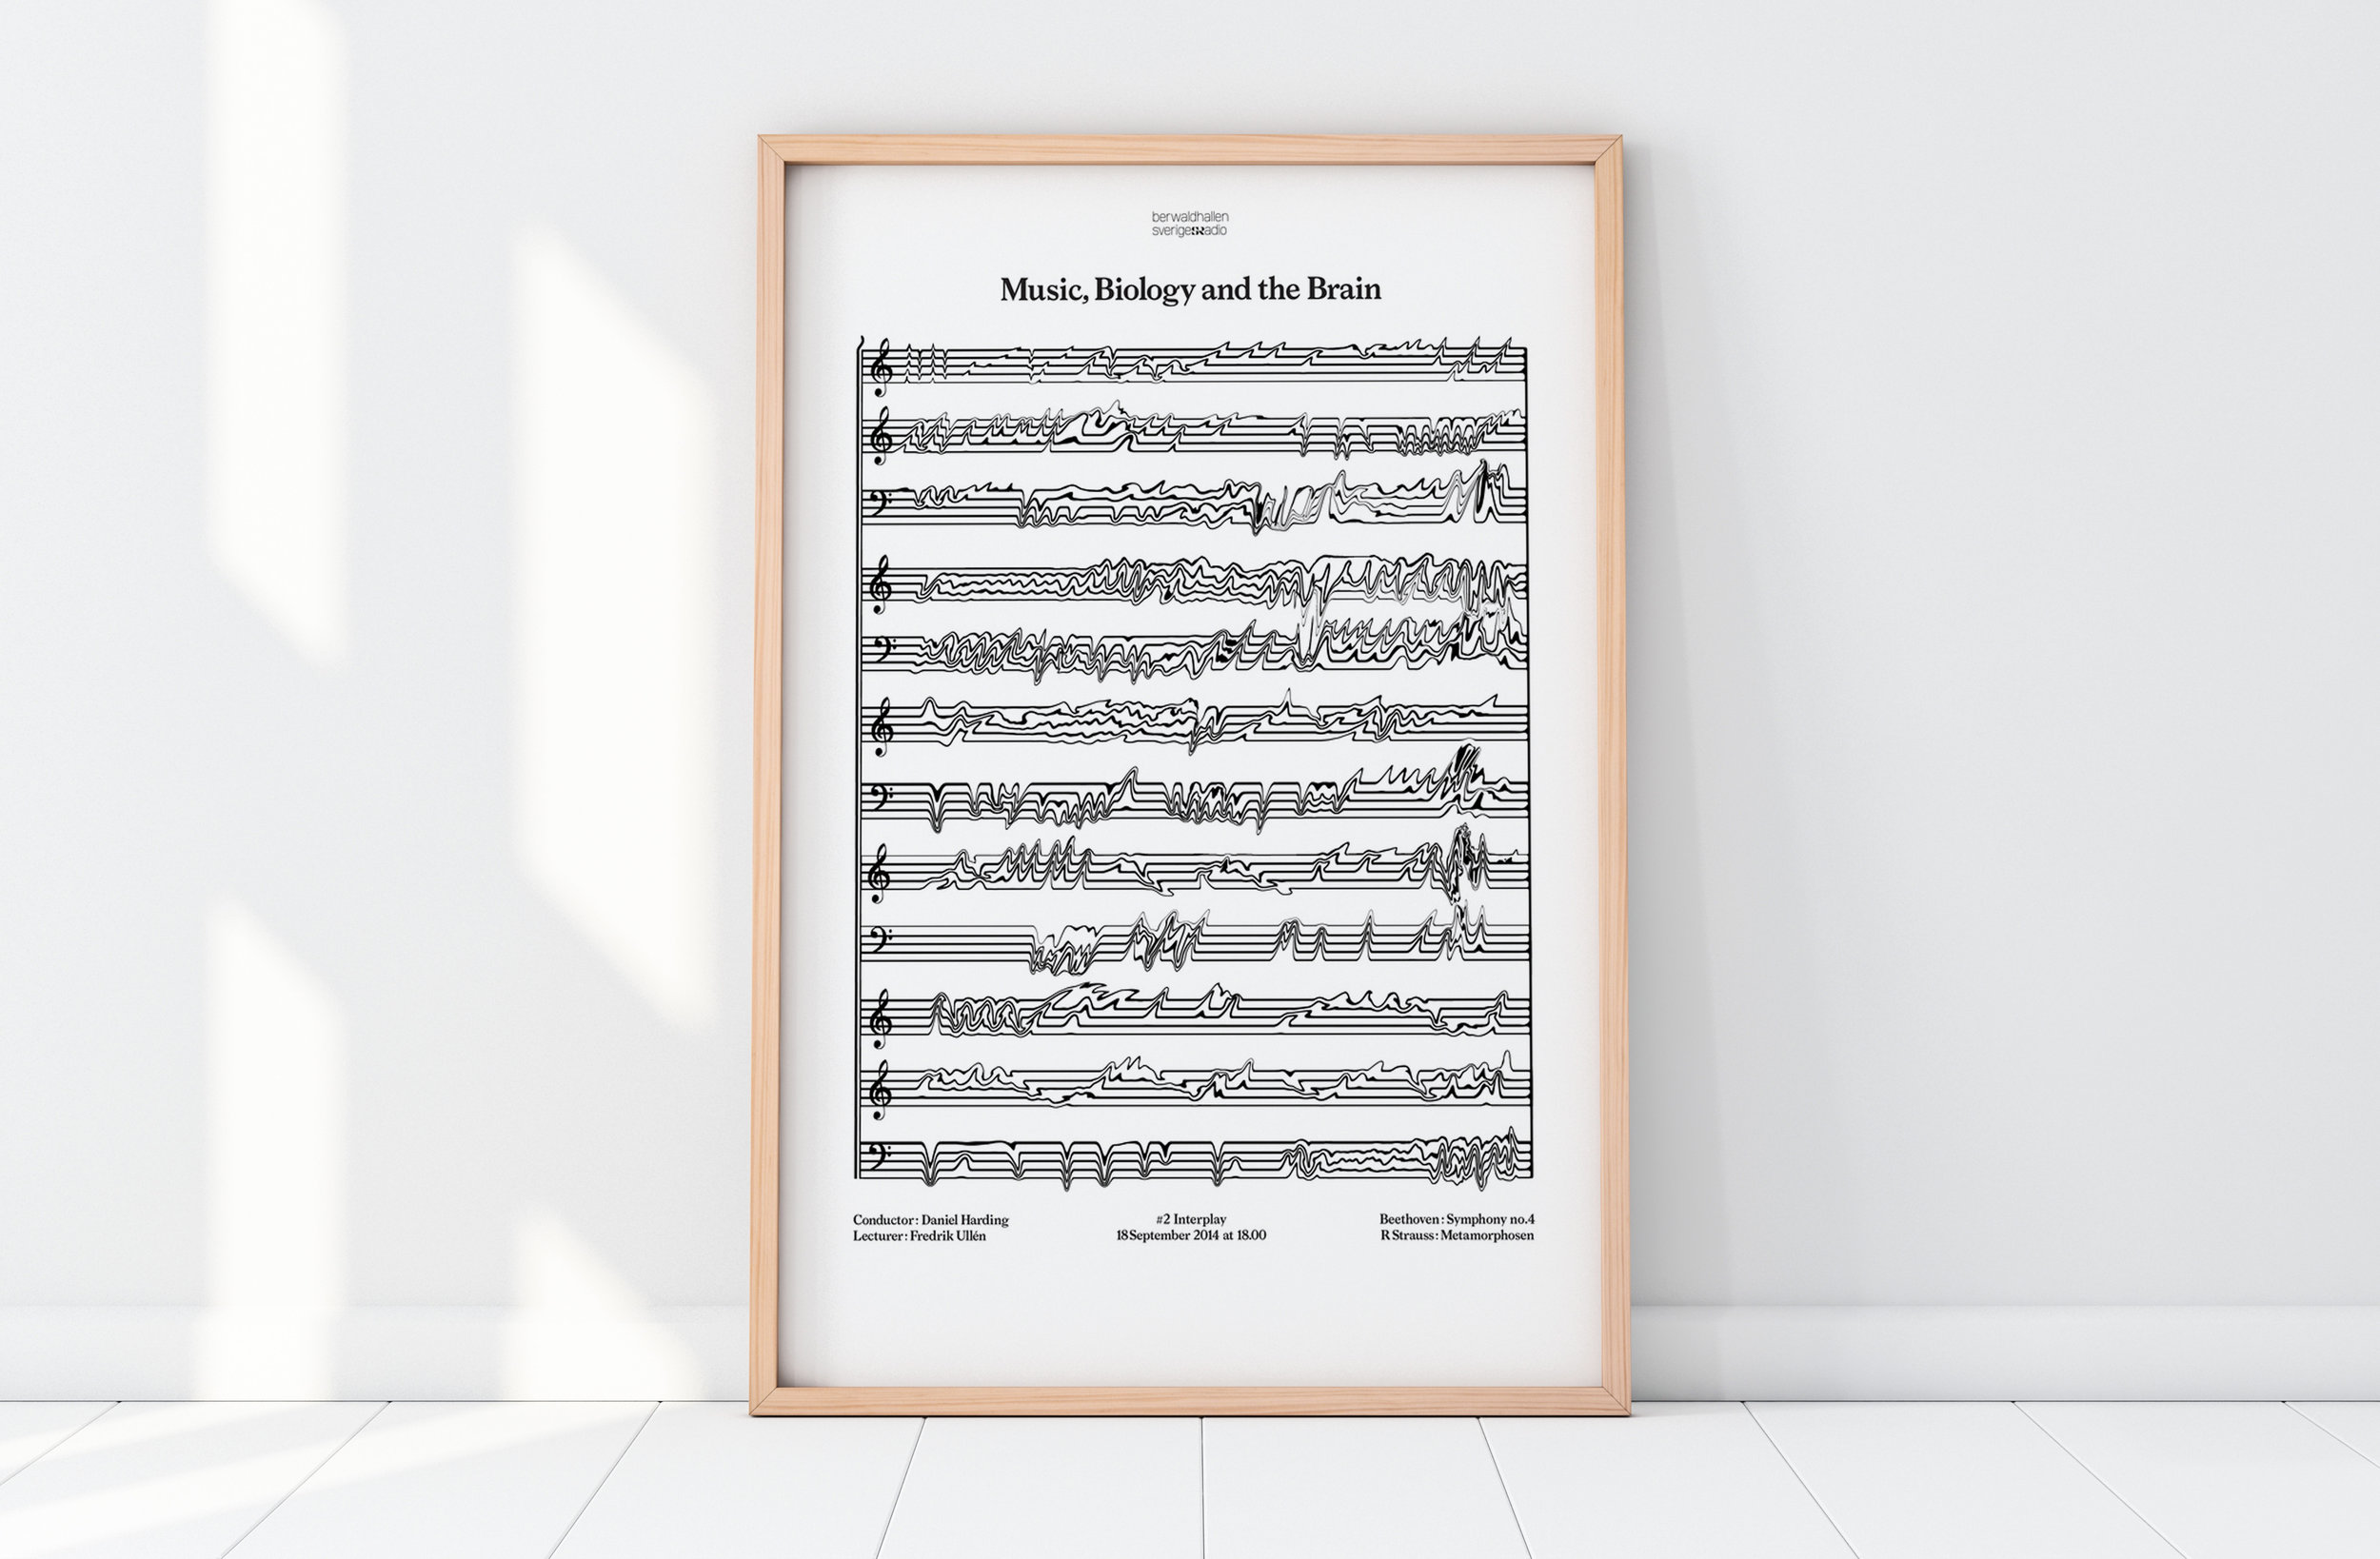 berwaldhallen
sverigesradio
Music, Biology and the Brain
Conductor: Daniel Harding
Lecturer: Fredrik Ullén
#2 Interplay
18 September 2014 at 18.00
Beethoven: Symphony no.4
R Strauss: Metamorphosen